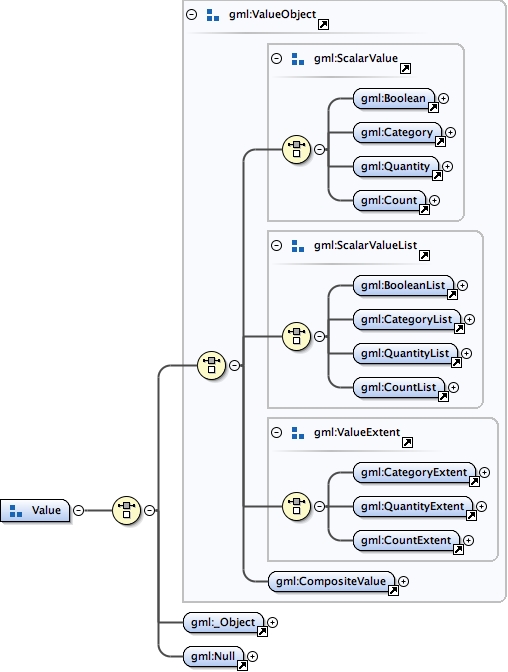 gml:ValueObject
gml:ScalarValue
gml:Boolean
gml:Category
gml:Quantity
gml:Count
gml:ScalarValueList
gml:BooleanList
gml:CategoryList
gml:QuantityList
gml:CountList
gml:ValueExtent
gml:CategoryExtent
gml:QuantityExtent
gml:CountExtent
Value
gml:CompositeValue
gml:_Object
gml:Null